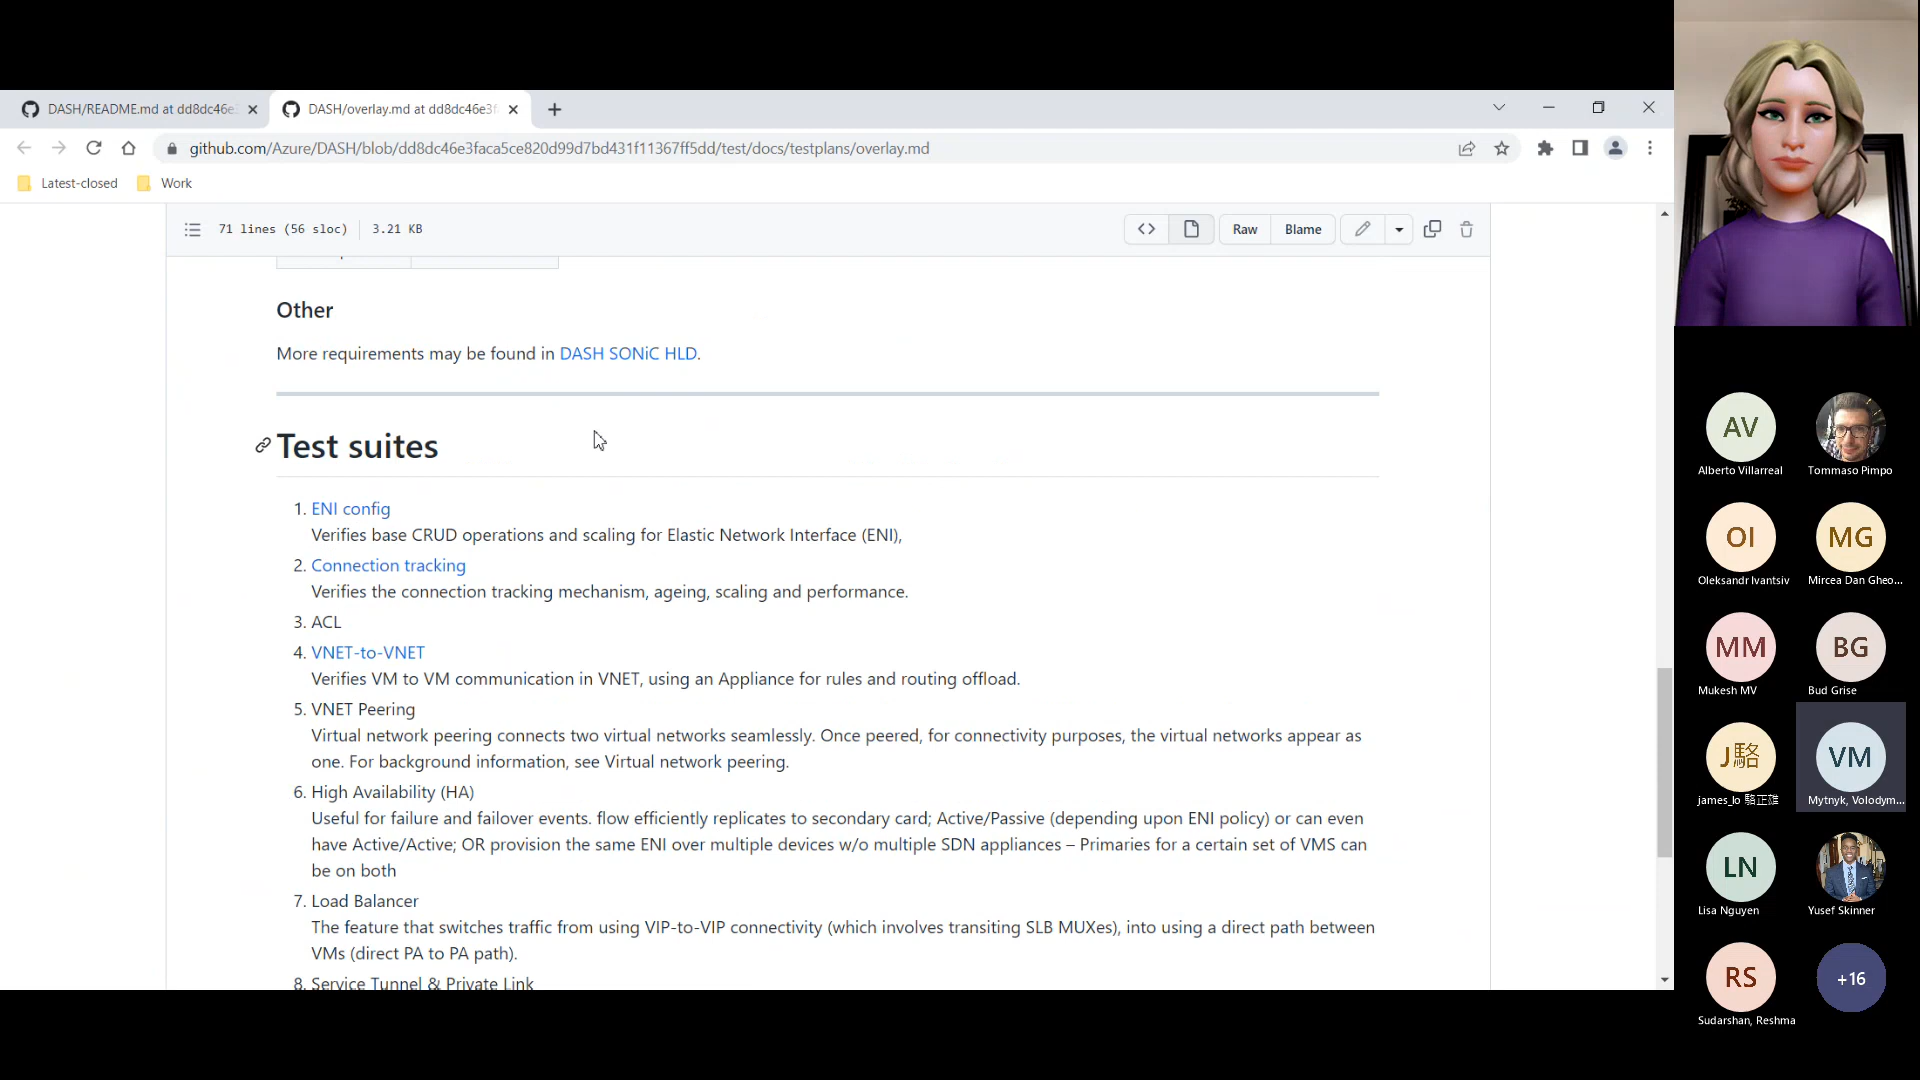 DASH/README.md at dd8dc46e
DASH/overlay.md at dd8dc46e3f
github.com/Azure/DASH/blob/dd8dc46e3faca5ce820d99d7bd431f11367ff5dd/test/docs/testplans/overlay.md
Latest-closed
Work
71 lines (56 sloc)
3.21 KB
Raw
Blame
Other
More requirements may be found in DASH SONiC HLD.
Test suites
1. ENI config
Verifies base CRUD operations and scaling for Elastic Network Interface (ENI),
2. Connection tracking
Verifies the connection tracking mechanism, ageing, scaling and performance.
3. ACL
4. VNET-to-VNET
Verifies VM to VM communication in VNET, using an Appliance for rules and routing offload.
5. VNET Peering
Virtual network peering connects two virtual networks seamlessly. Once peered, for connectivity purposes, the virtual networks appear as
one. For background information, see Virtual network peering.
6. High Availability (HA)
Useful for failure and failover events. flow efficiently replicates to secondary card; Active/Passive (depending upon ENI policy) or can even
have Active/Active; OR provision the same ENI over multiple devices w/o multiple SDN appliances – Primaries for a certain set of VMS can
be on both
7. Load Balancer
The feature that switches traffic from using VIP-to-VIP connectivity (which involves transiting SLB MUXes), into using a direct path between
VMs (direct PA to PA path).
8. Service Tunnel & Private Link
AV
Alberto Villarreal
Tommaso Pimpo
OI
MG
Oleksandr Ivantsiv
Mircea Dan Gheo...
MM
BG
Mukesh MV
Bud Grise
J駱
VM
james_lo 駱正雄
Mytnyk, Volodym...
LN
Lisa Nguyen
Yusef Skinner
RS
+16
Sudarshan, Reshma